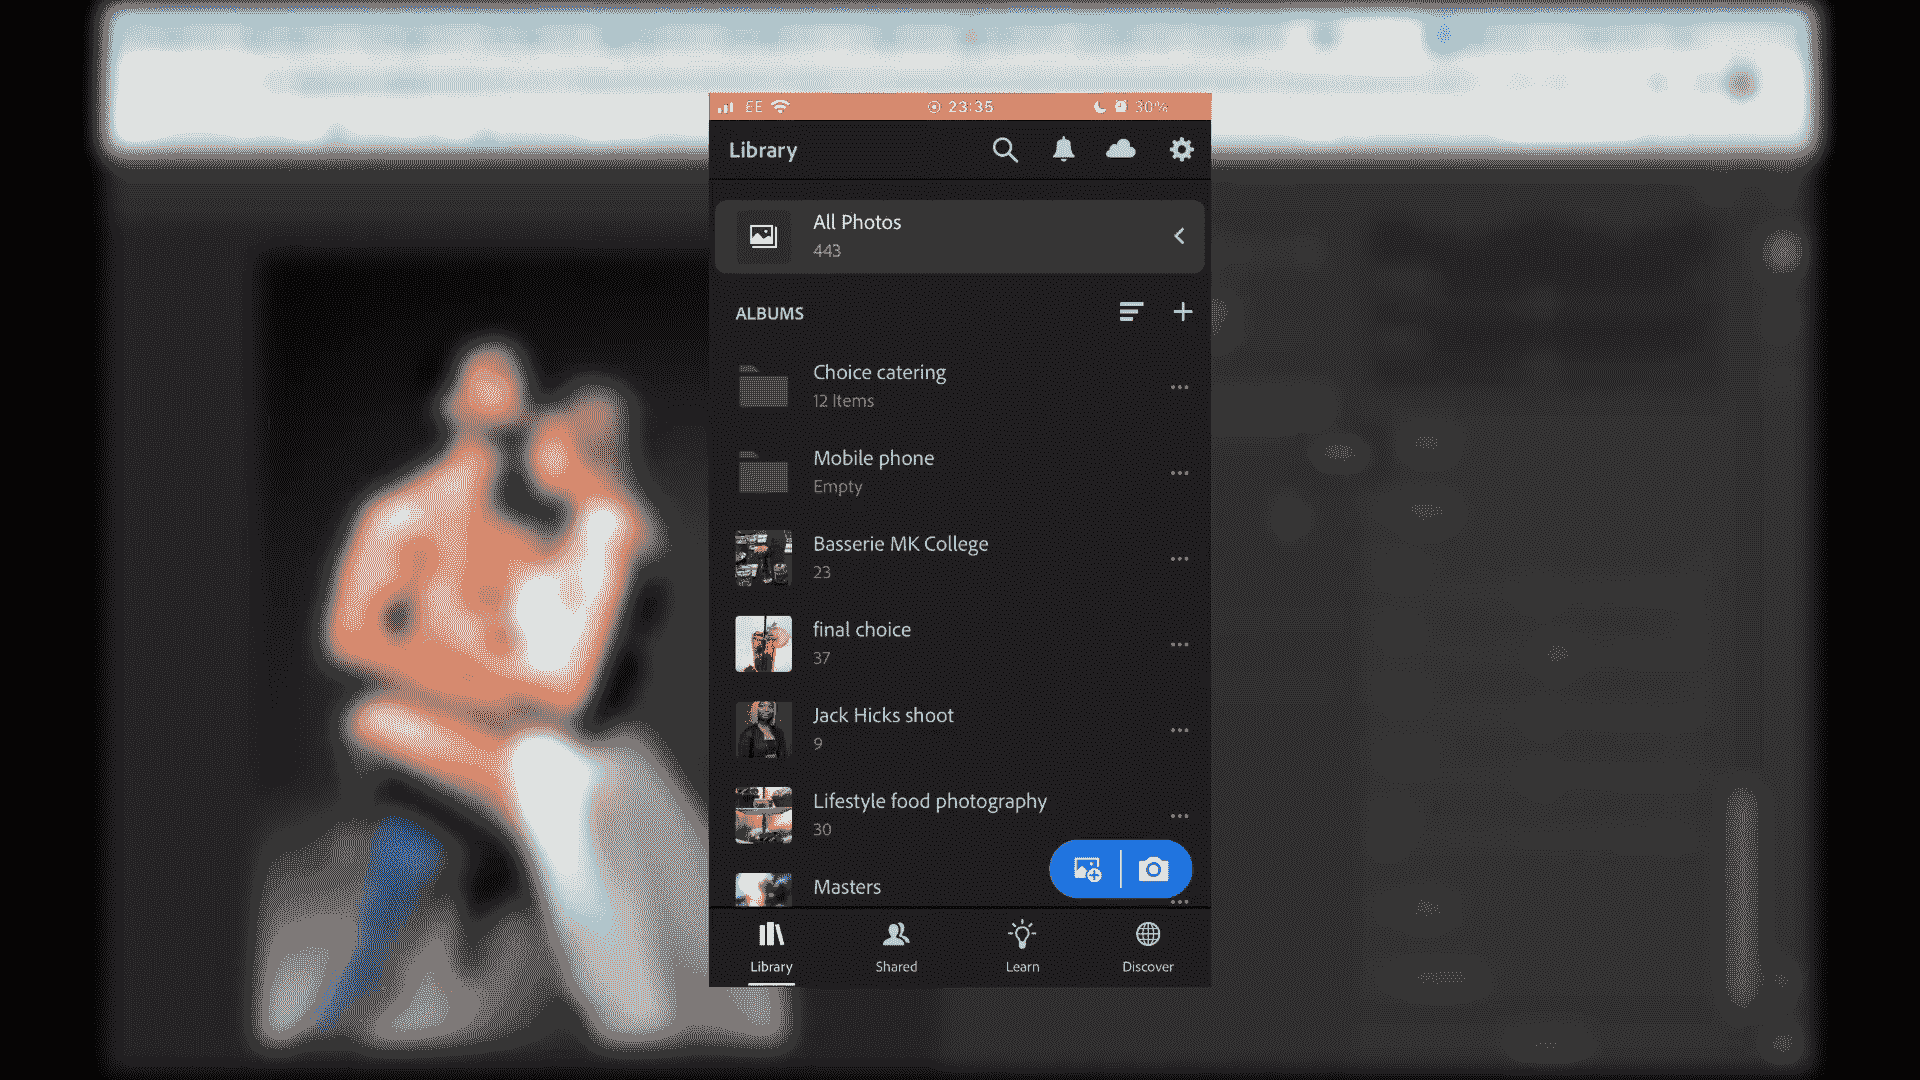 EE 23:35 30%
Library
All Photos
443
ALBUMS
Choice catering
12 Items
Mobile phone
Empty
Basserie MK College
23
final choice
37
Jack Hicks shoot
9
Lifestyle food photography
30
Masters
Library Shared Learn Discover